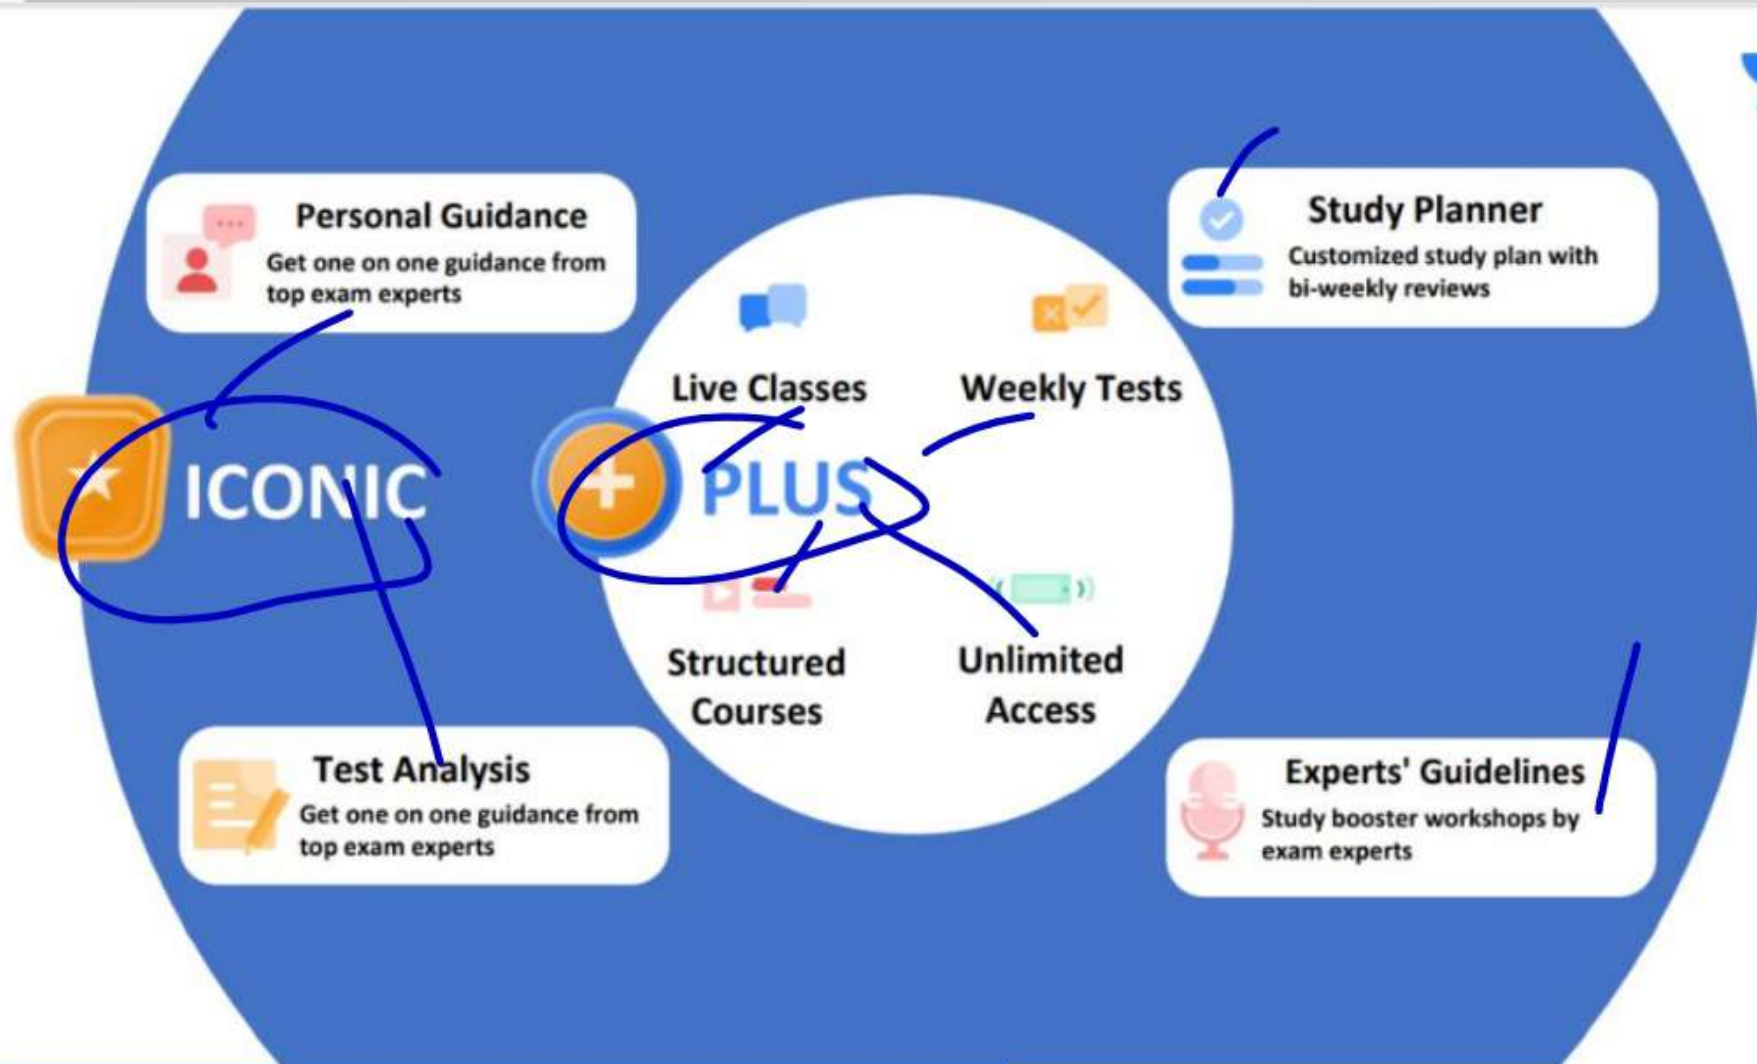 Personal Guidance
Get one on one guidance from
top exam experts
Study Planner
Customized study plan with
bi-weekly reviews
Live Classes
Weekly Tests
ICONIC
PLUS
Structured
Courses
Unlimited
Access
Test Analysis
Get one on one guidance from
top exam experts
Experts' Guidelines
Study booster workshops by
exam experts